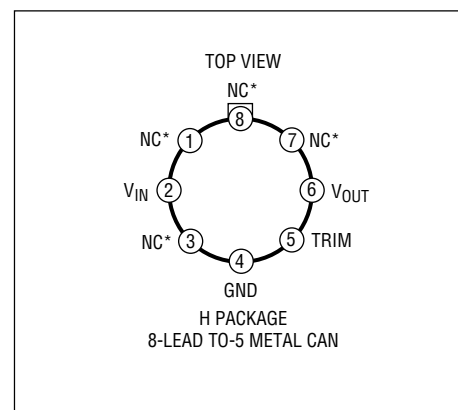 TOP VIEW
NC*
8
NC* 1 7 NC*
VIN 2 6 VOUT
NC* 3 5 TRIM
4
GND
H PACKAGE
8-LEAD TO-5 METAL CAN